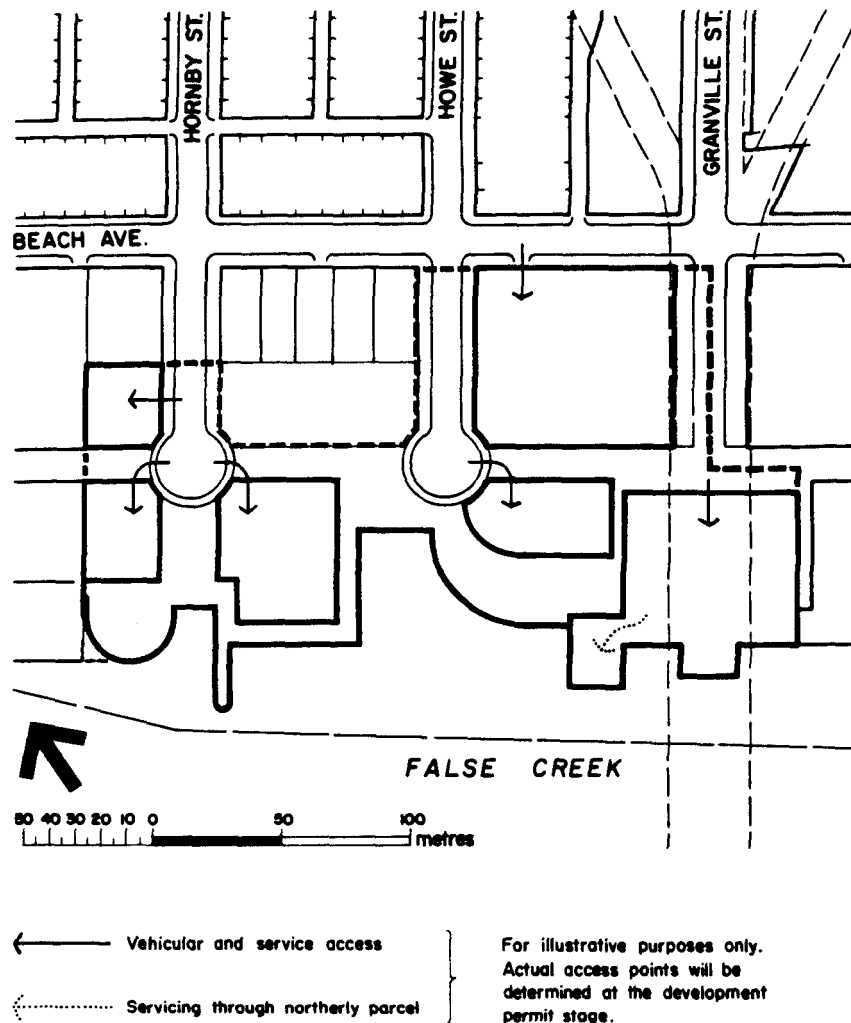 HORNBY ST.
HOWE ST.
GRANVILLE ST.
BEACH AVE.
FALSE CREEK
50 40 30 20 10 0 50 100
metres
Vehicular and service access
Servicing through northerly parcel
For illustrative purposes only.
Actual access points will be
determined at the development
permit stage.